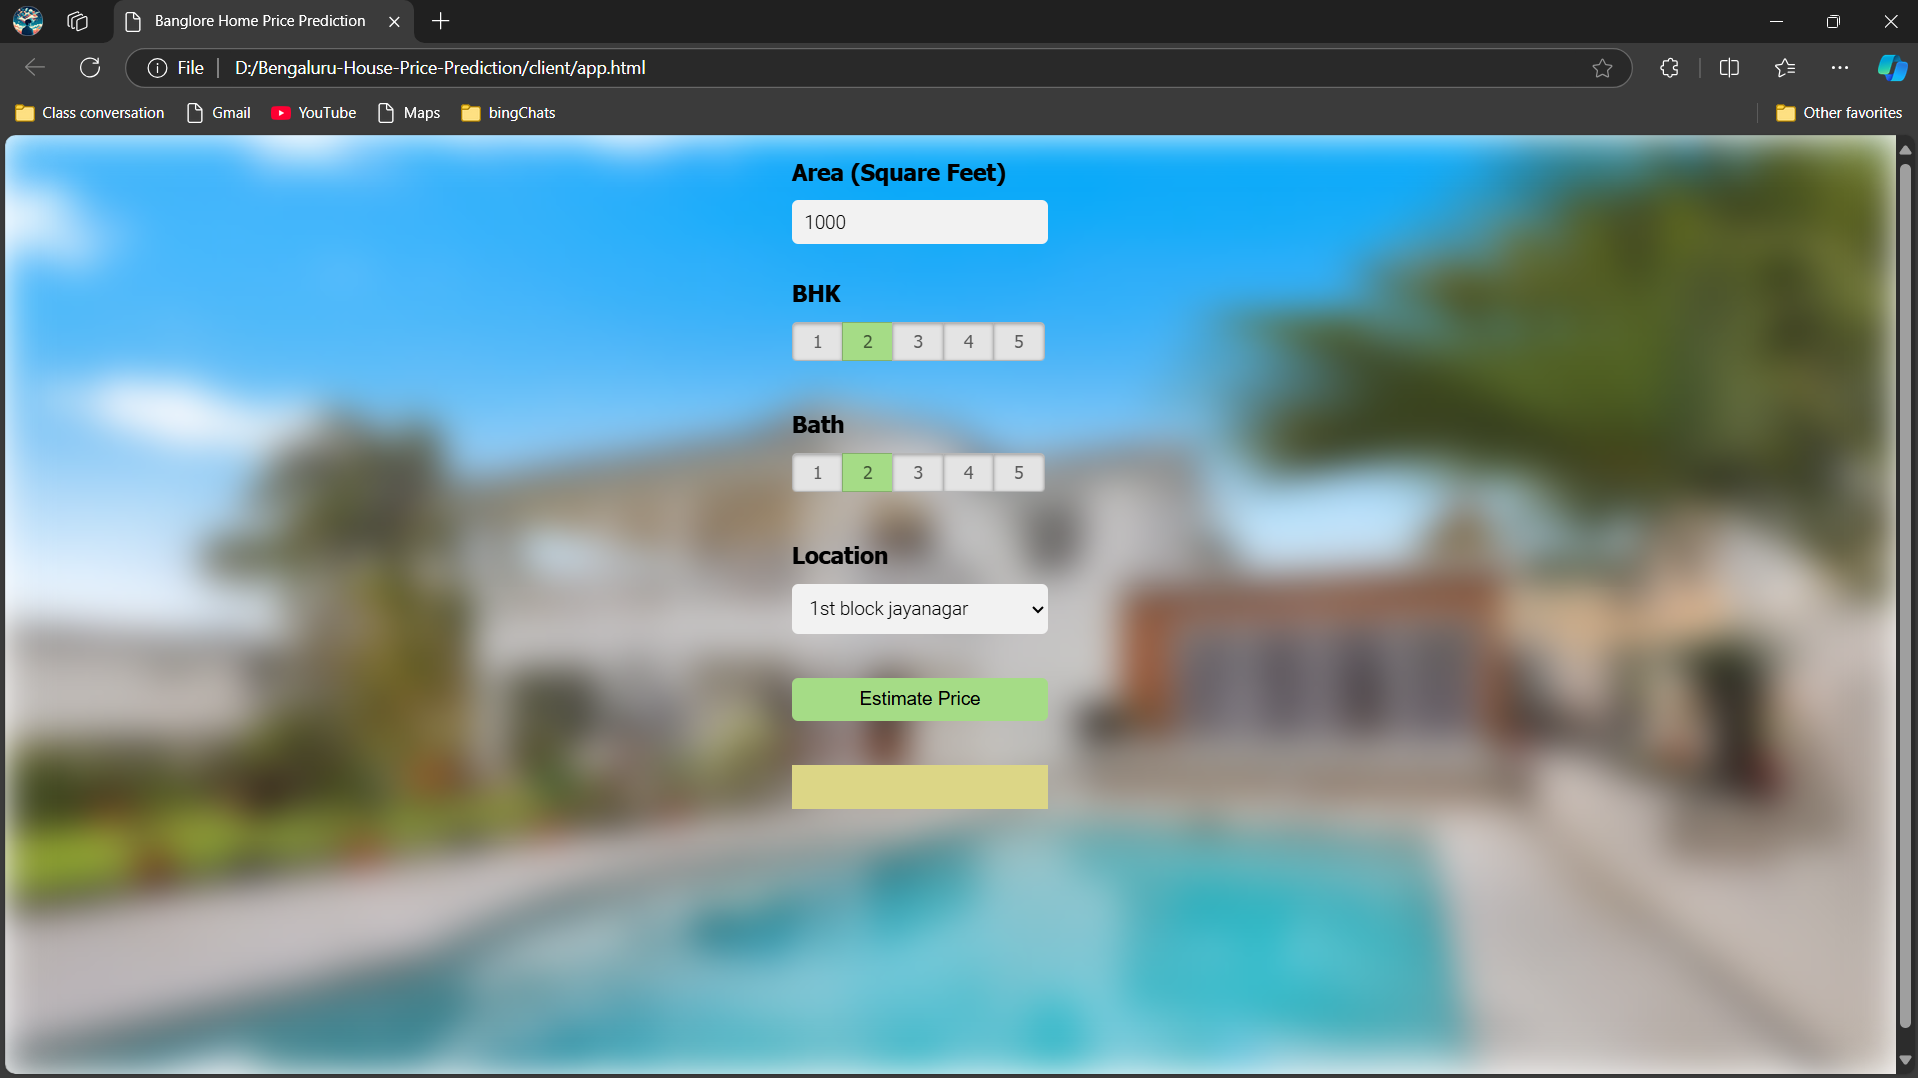 Banglore Home Price Prediction
File D:/Bengaluru-House-Price-Prediction/client/app.html
Class conversation Gmail YouTube Maps bingChats Other favorites
Area (Square Feet)
1000
BHK
1 2 3 4 5
Bath
1 2 3 4 5
Location
1st block jayanagar
Estimate Price